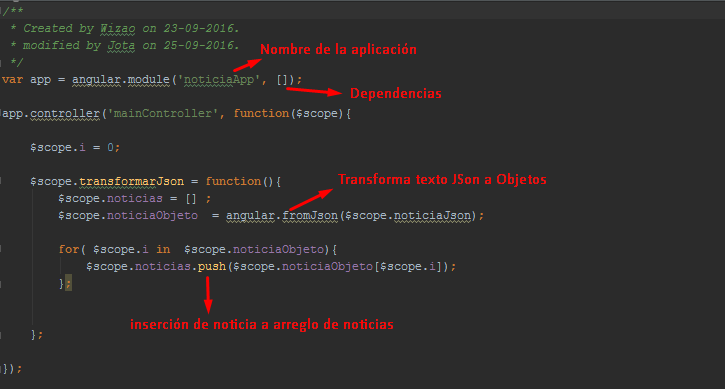 /**
* Created by Wizao on 23-09-2016.
* modified by Jota on 25-09-2016.
*/
Nombre de la aplicación
var app = angular.module('noticiaApp', []);
Dependencias
app.controller('mainController', function($scope){
$scope.i = 0;
$scope.transformarJson = function(){
Transforma texto JSon a Objetos
$scope.noticias = [] ;
$scope.noticiaObjeto  = angular.fromJson($scope.noticiaJson);
for( $scope.i in  $scope.noticiaObjeto){
$scope.noticias.push($scope.noticiaObjeto[$scope.i]);
};
inserción de noticia a arreglo de noticias
};
});